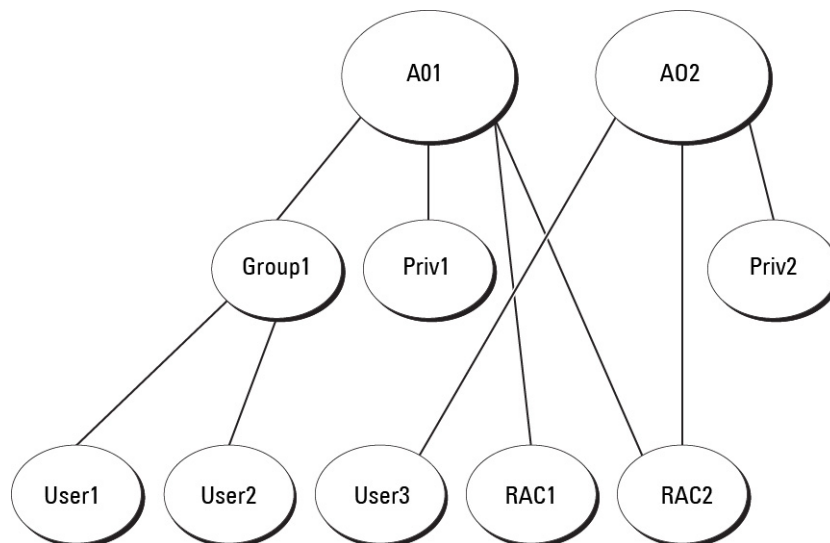 A01
AO2
Group1
Priv1
Priv2
User1
User2
User3
RAC1
RAC2